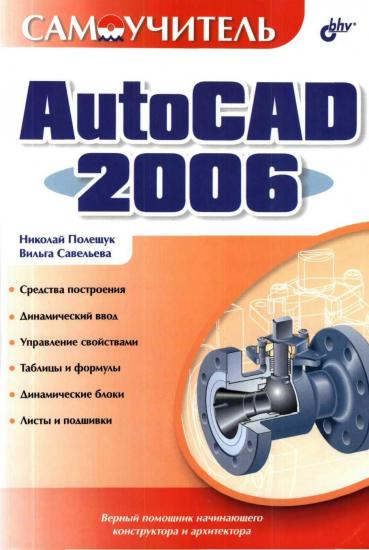 САМОУЧИТЕЛЬ
bhv®
AutoCAD
2006
Николай Полещук
Вильга Савельева
• Средства построения
• Динамический ввод
• Управление свойствами
• Таблицы и формулы
• Динамические блоки
• Листы и подшивки
Верный помощник начинающего
конструктора и архитектора